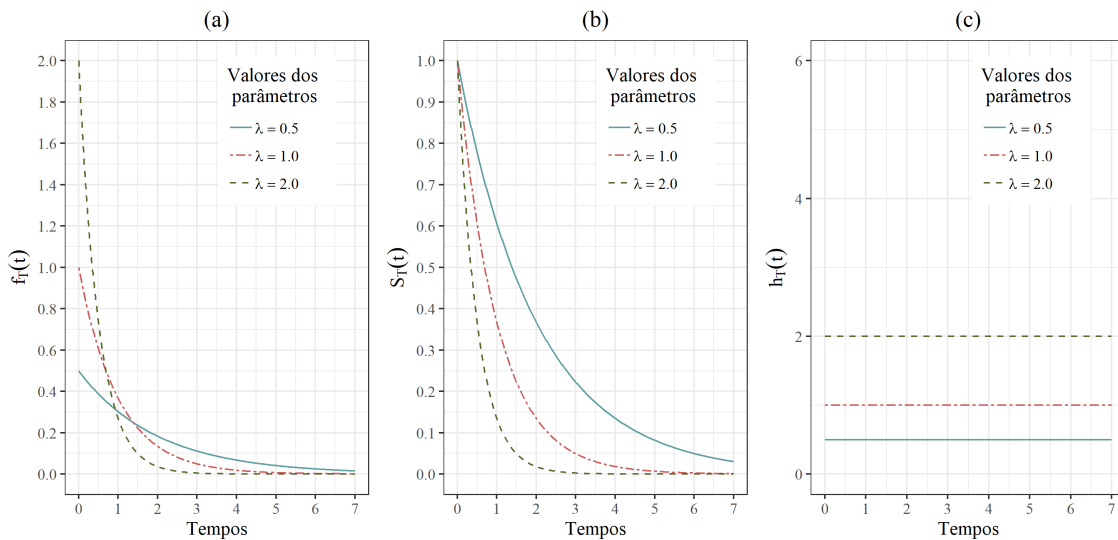 (a)
f_T(t)
2.0
1.8
1.6
1.4
1.2
1.0
0.8
0.6
0.4
0.2
0.0
Valores dos
parâmetros
λ = 0.5
λ = 1.0
λ = 2.0
0 1 2 3 4 5 6 7
Tempos
(b)
S_T(t)
1.0
0.9
0.8
0.7
0.6
0.5
0.4
0.3
0.2
0.1
0.0
Valores dos
parâmetros
λ = 0.5
λ = 1.0
λ = 2.0
0 1 2 3 4 5 6 7
Tempos
(c)
h_T(t)
6
4
2
0
Valores dos
parâmetros
λ = 0.5
λ = 1.0
λ = 2.0
0 1 2 3 4 5 6 7
Tempos